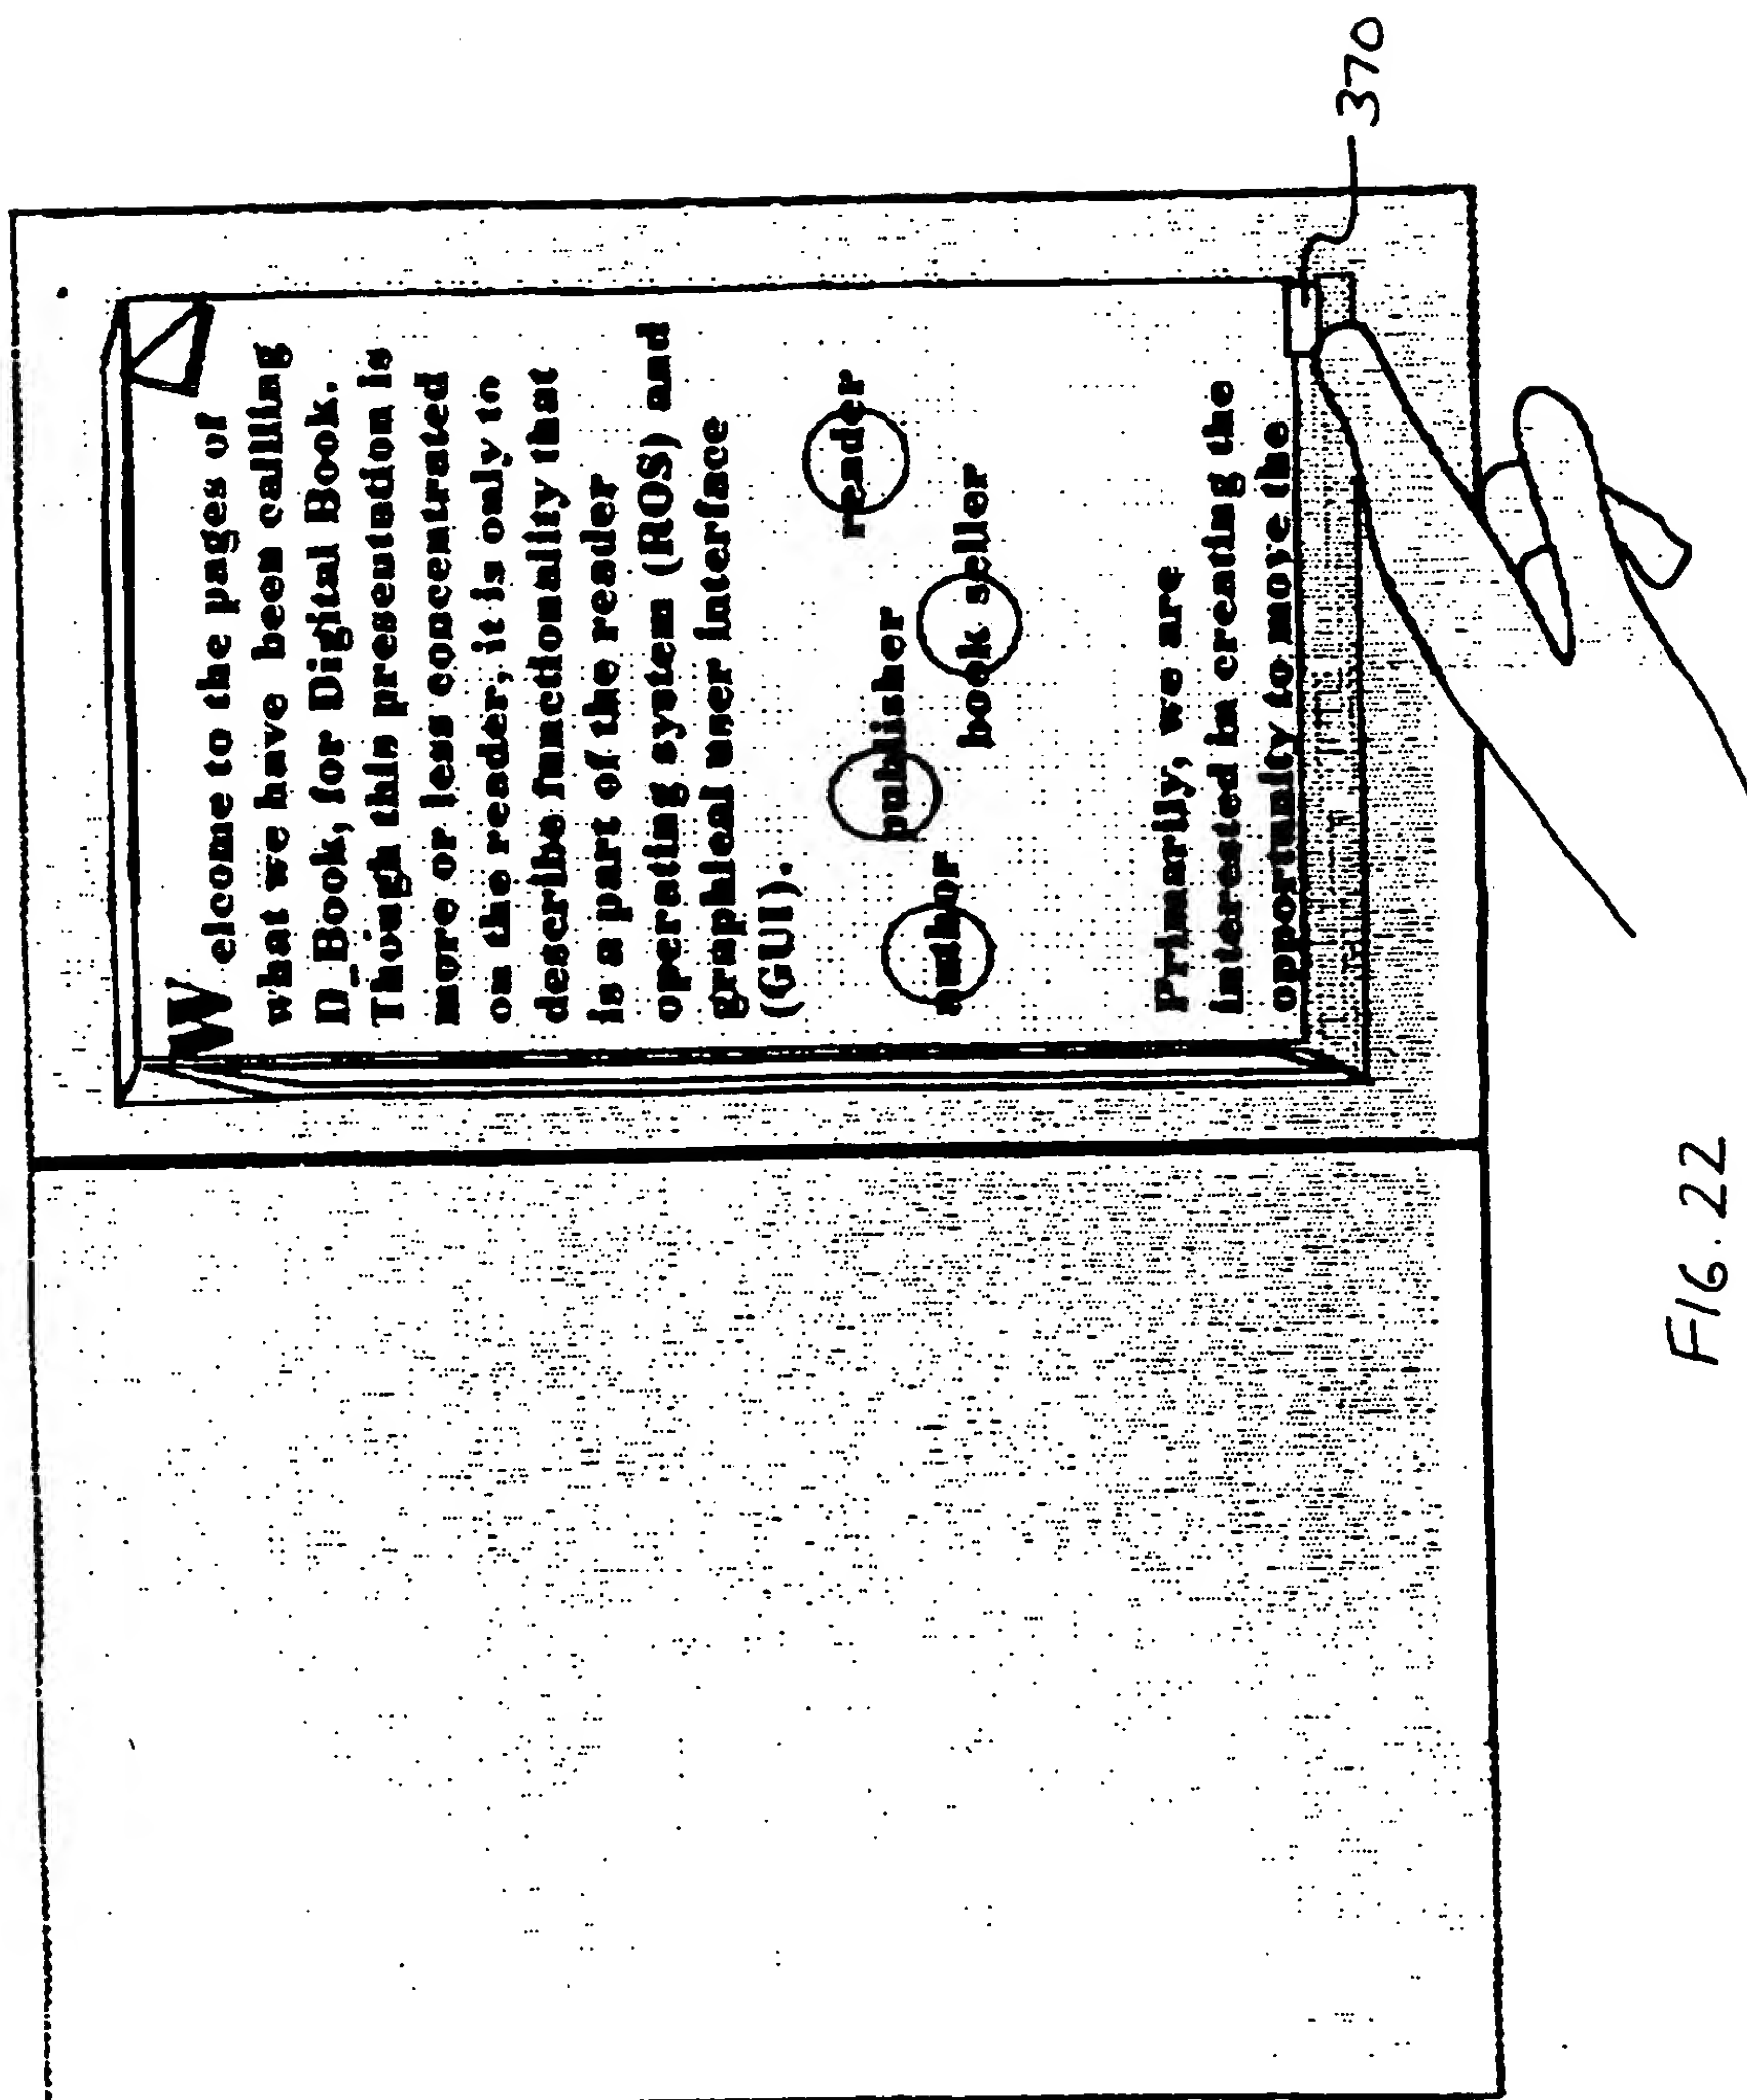 Welcome to the pages of
what we have been calling
D_Book, for Digital Book.
Though this presentation is
more or less concentrated
on the reader, it is only to
describe functionality that
is a part of the reader
operating system (ROS) and
graphical user interface
(GUI).
reader
publisher
author
book seller
Primarily, we are
interested in creating the
opportunity to move the
370
FIG. 22